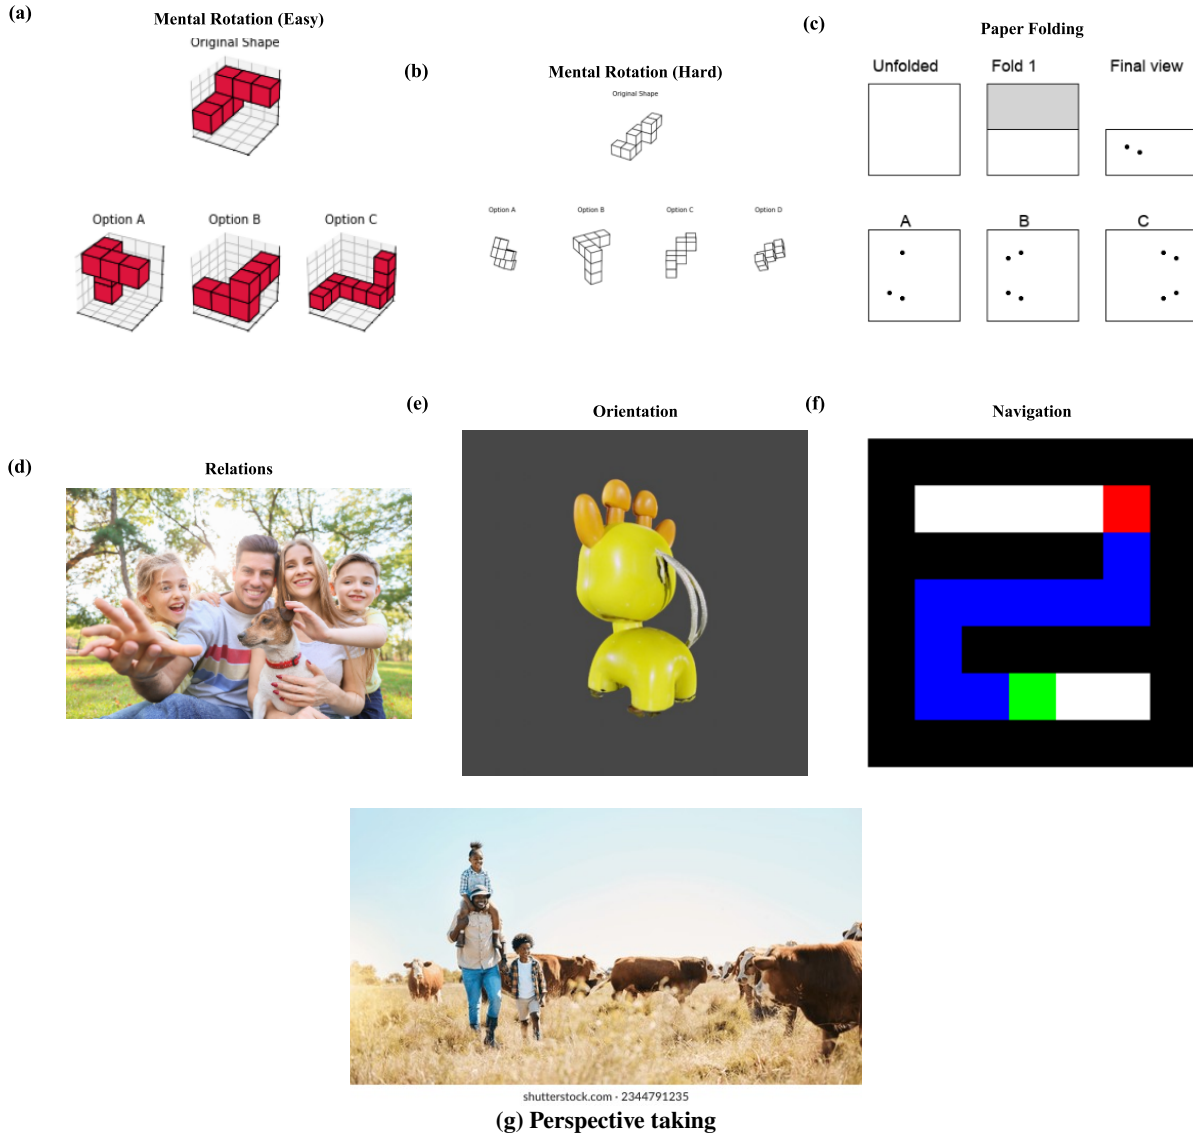 (a)
Mental Rotation (Easy)
Original Shape
Option A
Option B
Option C
(b)
Mental Rotation (Hard)
Original Shape
Option A
Option B
Option C
Option D
(c)
Paper Folding
Unfolded
Fold 1
Final view
A
B
C
(d)
Relations
(e)
Orientation
(f)
Navigation
shutterstock.com · 2344791235
(g) Perspective taking